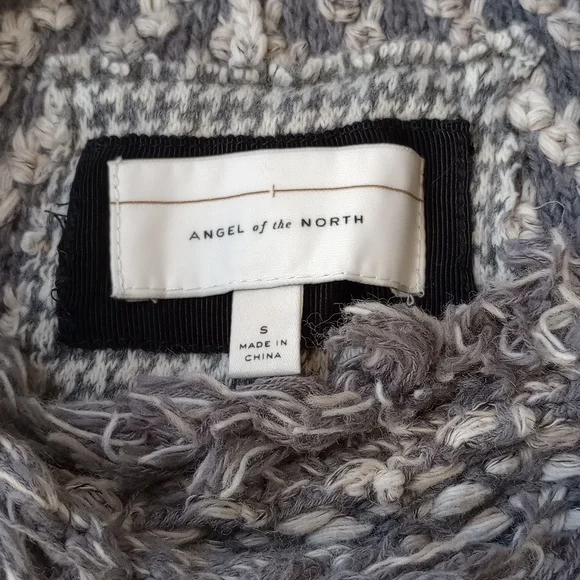 ANGEL of the NORTH
S
MADE IN
CHINA